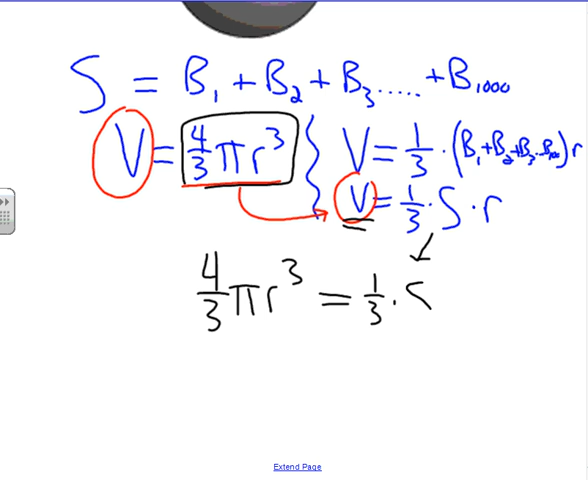 S = B₁ + B₂ + B₃ ..... + B₁₀₀₀
V = 4/3 πr³ V = 1/3 · (B₁+B₂+B₃..B₁₀₀₀) r
V = 1/3 · S · r
4/3 πr³ = 1/3 · S
Extend Page